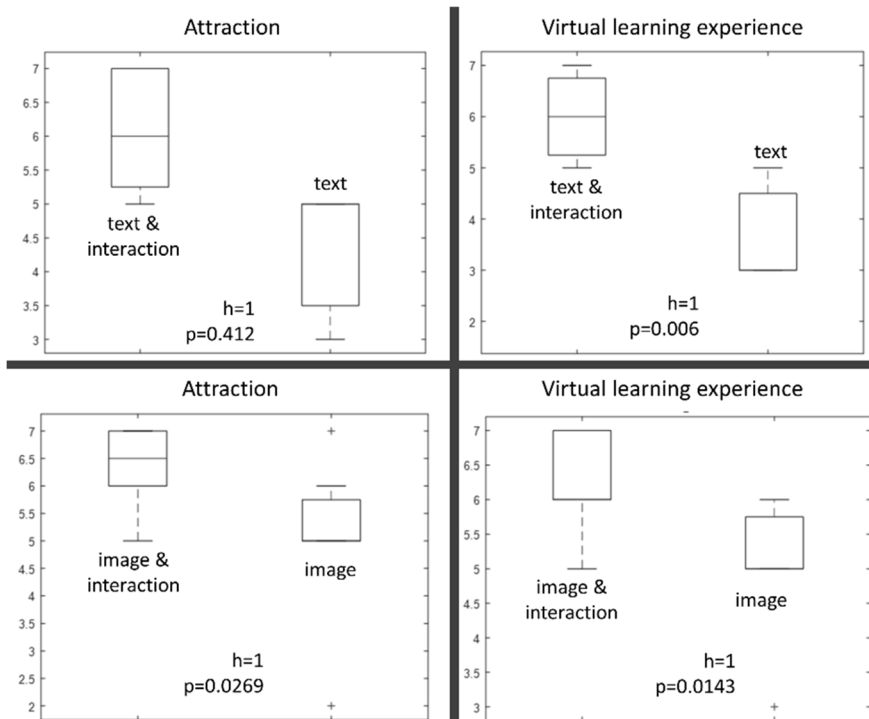 Attraction
7
6.5
6
5.5
5
4.5
4
3.5
3
text &
interaction
text
h=1
p=0.412
Virtual learning experience
7
6
5
4
3
2
text &
interaction
text
h=1
p=0.006
Attraction
7
6.5
6
5.5
5
4.5
4
3.5
3
2.5
2
image &
interaction
image
h=1
p=0.0269
Virtual learning experience
7
6.5
6
5.5
5
4.5
4
3.5
3
image &
interaction
image
h=1
p=0.0143